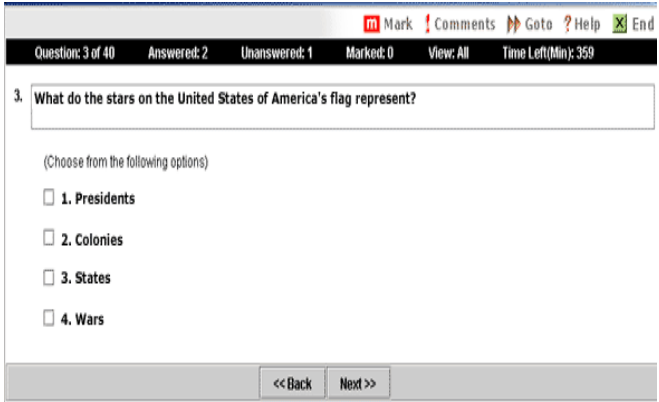 m Mark ! Comments Goto ? Help X End
Question: 3 of 40 Answered: 2 Unanswered: 1 Marked: 0 View: All Time Left(Min): 359
3. What do the stars on the United States of America's flag represent?
(Choose from the following options)
1. Presidents
2. Colonies
3. States
4. Wars
<< Back Next >>